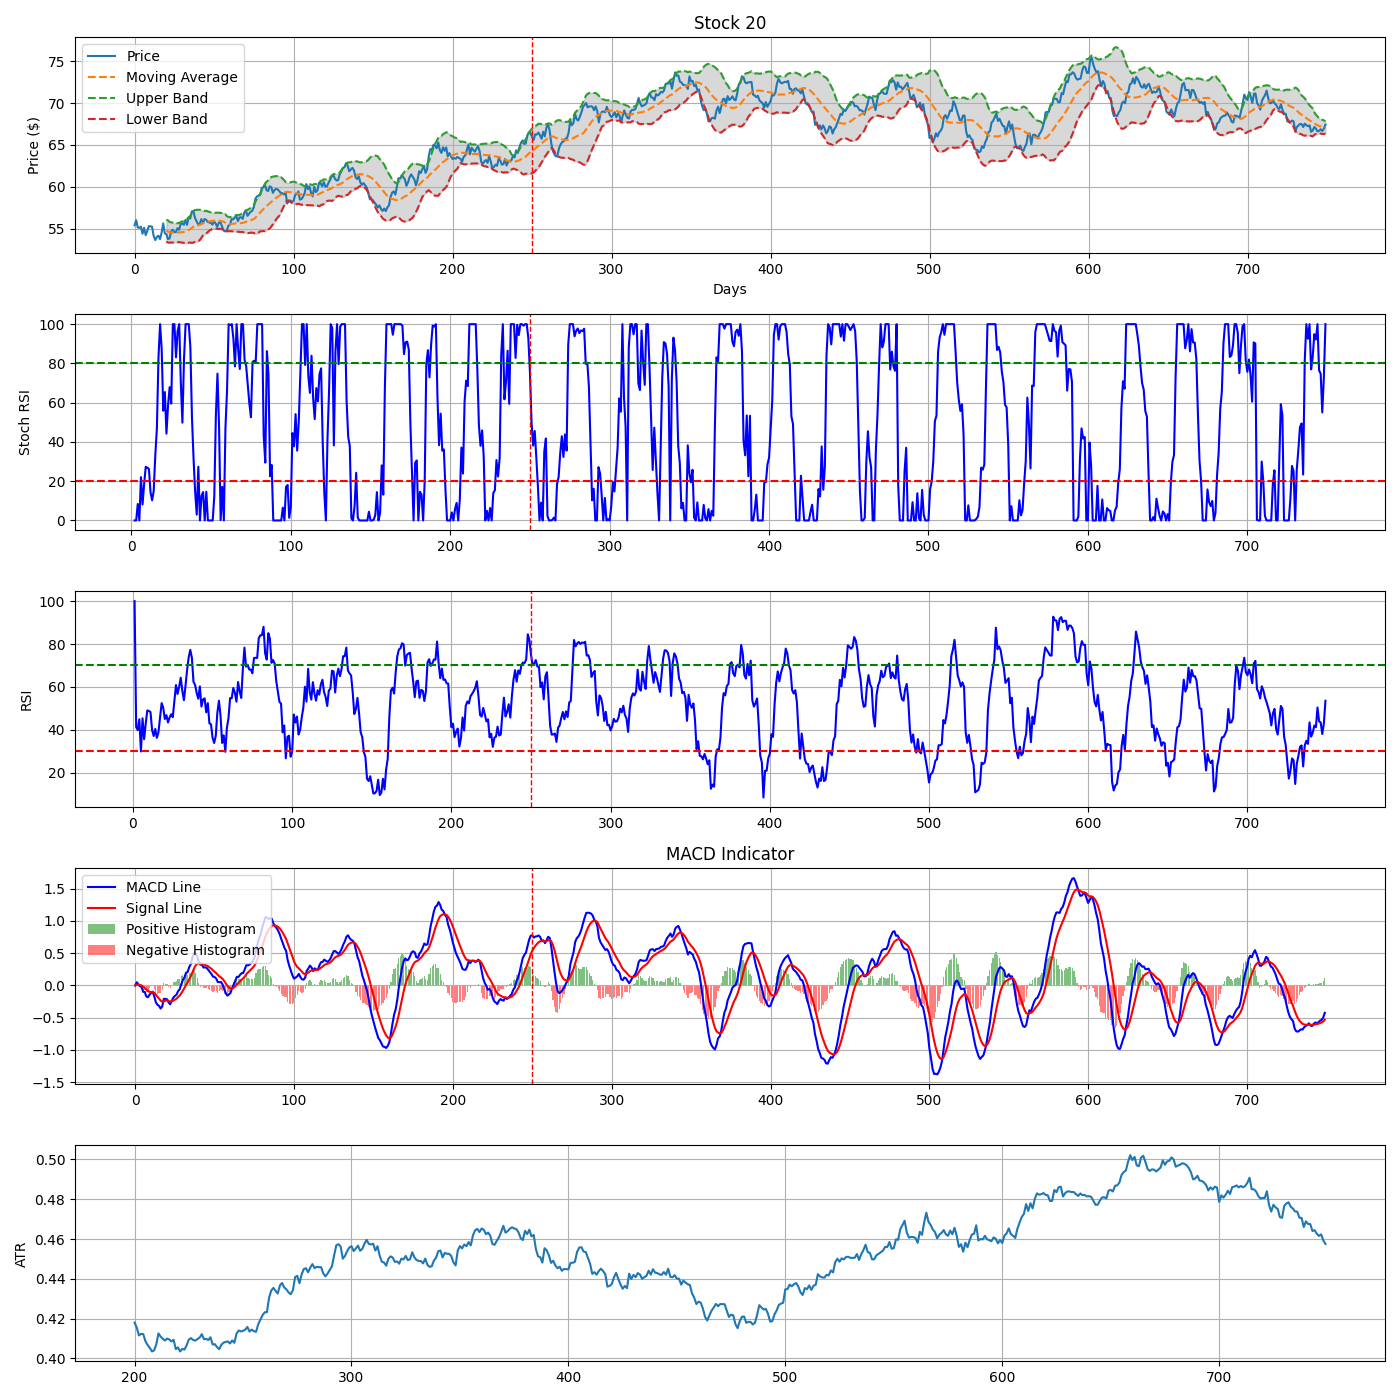 Stock 20
Price ($)
75
70
65
60
55
Price
Moving Average
Upper Band
Lower Band
0 100 200 300 400 500 600 700
Days
Stoch RSI
100
80
60
40
20
0
0 100 200 300 400 500 600 700
RSI
100
80
60
40
20
0 100 200 300 400 500 600 700
MACD Indicator
1.5
1.0
0.5
0.0
−0.5
−1.0
−1.5
MACD Line
Signal Line
Positive Histogram
Negative Histogram
0 100 200 300 400 500 600 700
ATR
0.50
0.48
0.46
0.44
0.42
0.40
200 300 400 500 600 700